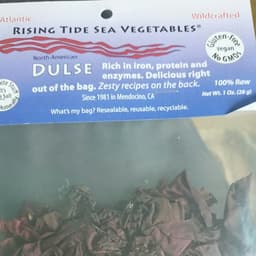 Atlantic Wildcrafted
RISING TIDE SEA VEGETABLES®
North American
DULSE Rich in iron, protein and
enzymes. Delicious right
out of the bag. Zesty recipes on the back.
Since 1981 in Mendocino, CA
What's my bag? Resealable, reusable, recyclable.
Gluten-Free
vegan
No GMOs
100% Raw
Net Wt. 1 Oz. (28 g)